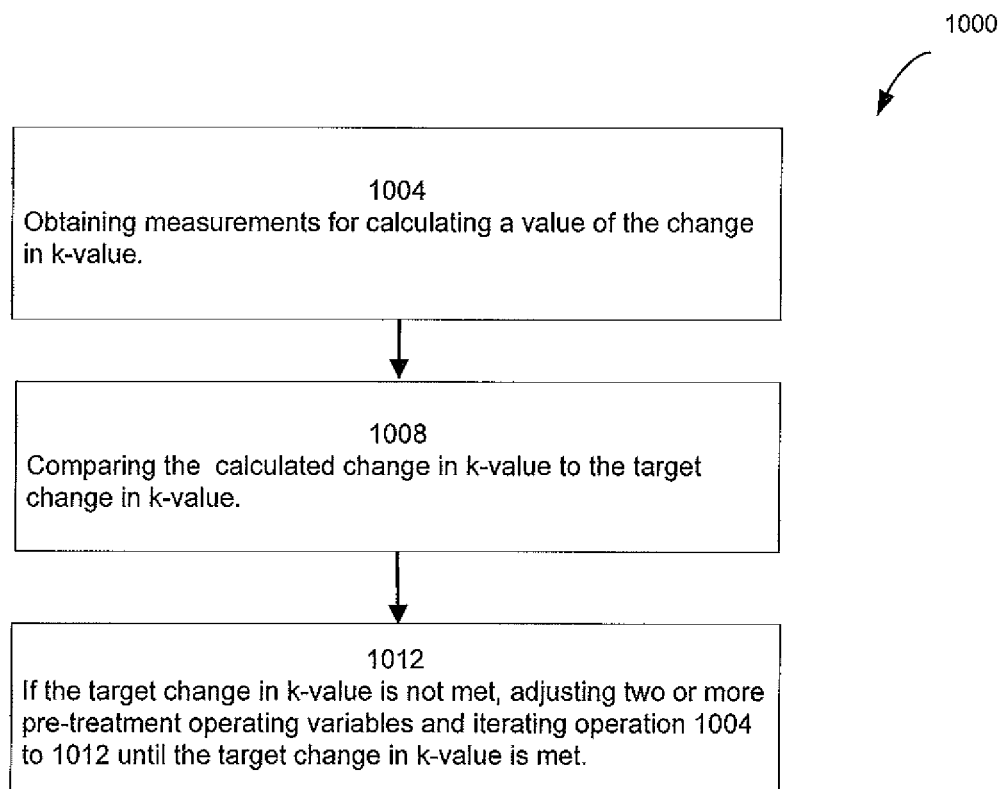 1000
1004
Obtaining measurements for calculating a value of the change
in k-value.
1008
Comparing the calculated change in k-value to the target
change in k-value.
1012
If the target change in k-value is not met, adjusting two or more
pre-treatment operating variables and iterating operation 1004
to 1012 until the target change in k-value is met.